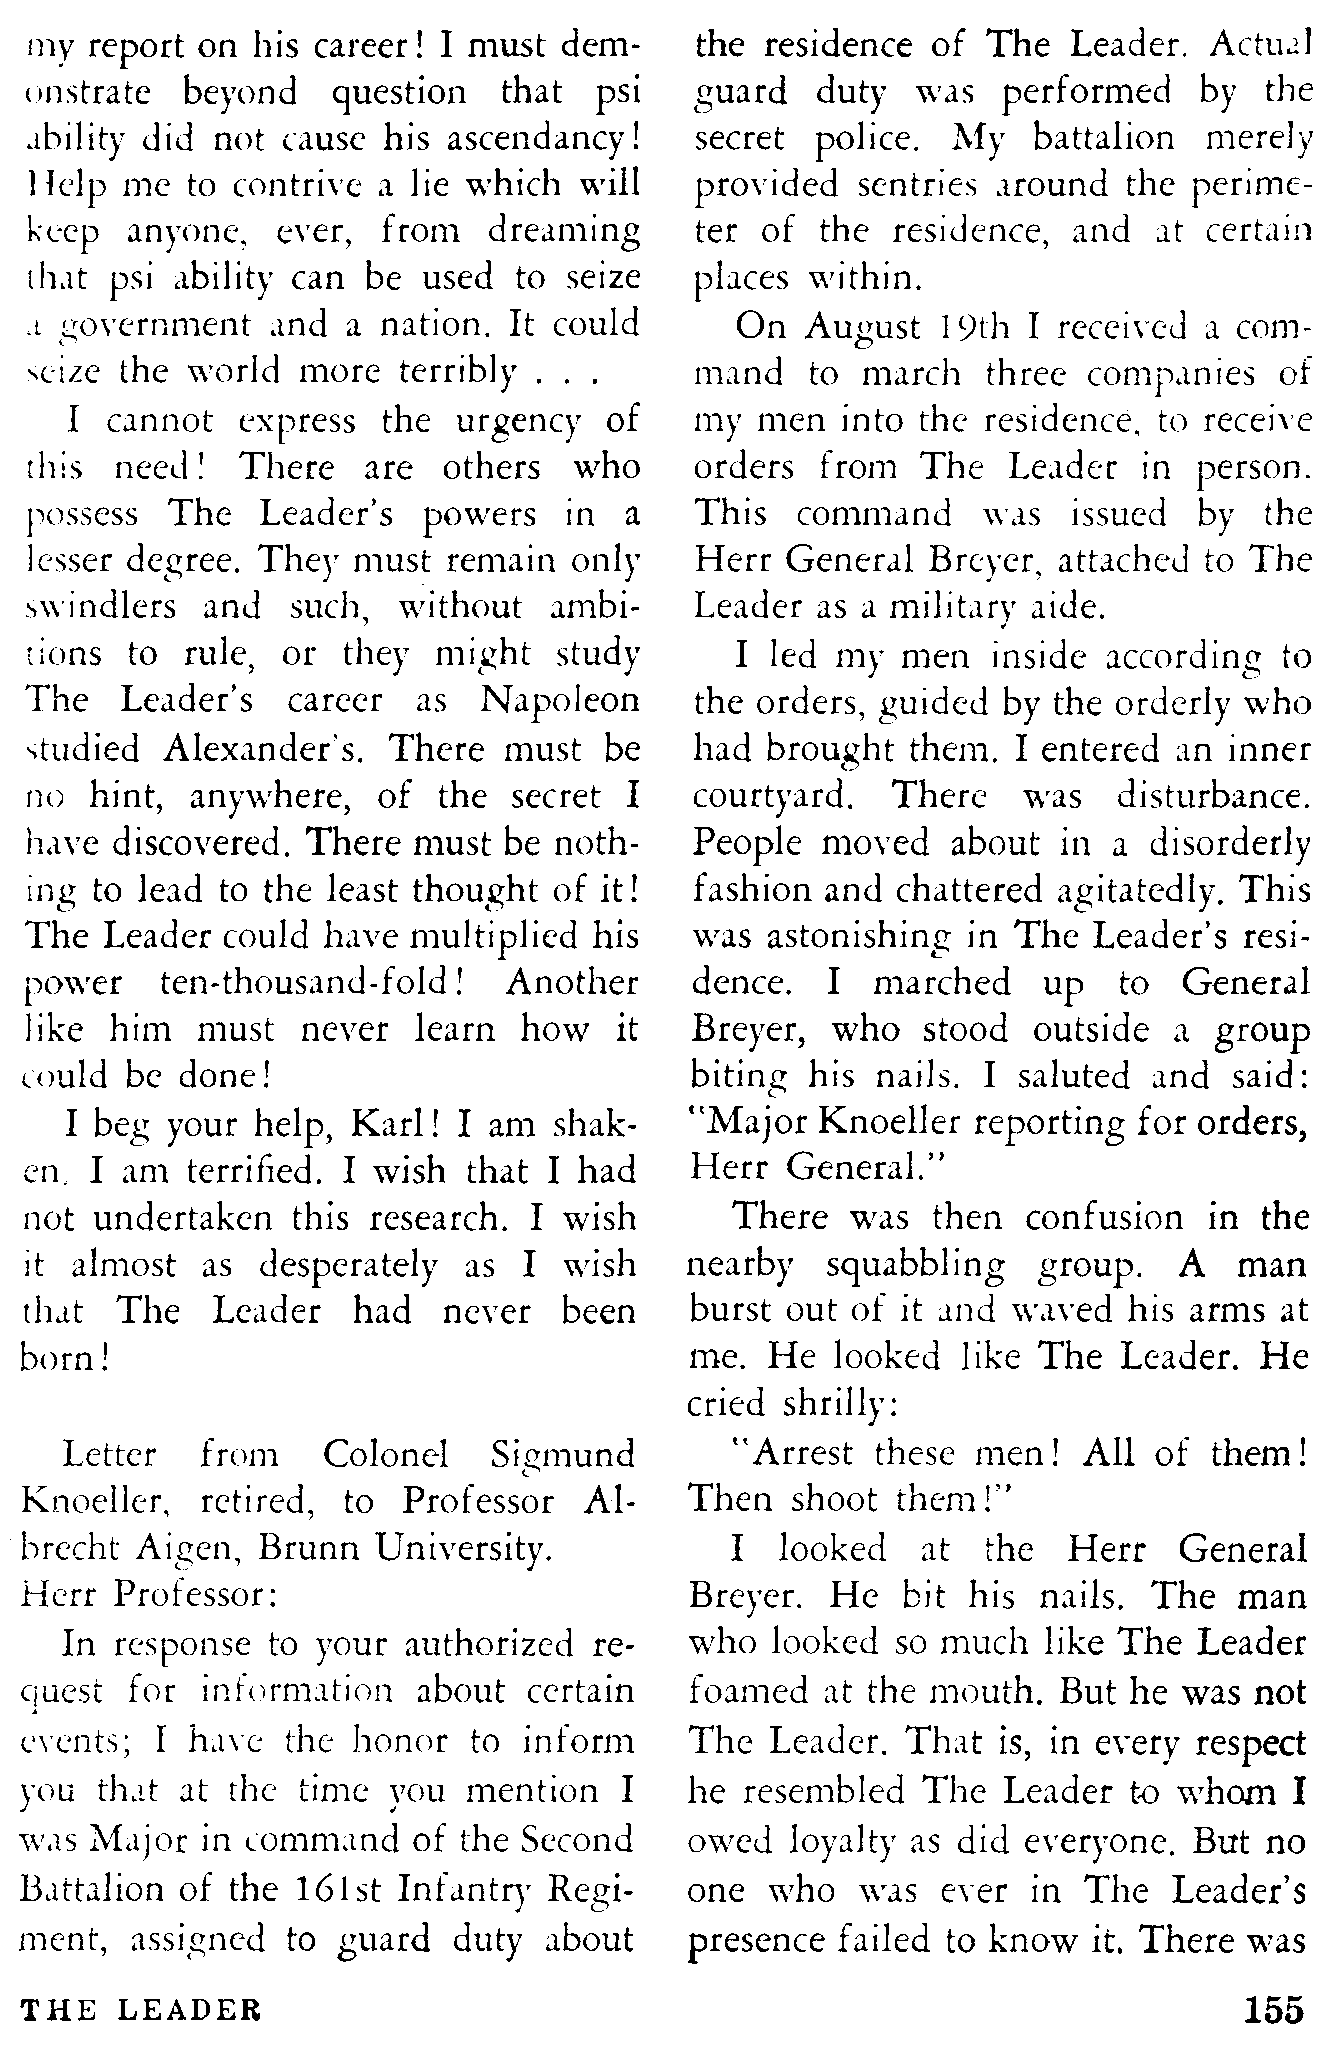 my report on his career! I must dem-
onstrate beyond question that psi
ability did not cause his ascendancy!
Help me to contrive a lie which will
keep anyone, ever, from dreaming
that psi ability can be used to seize
a government and a nation. It could
seize the world more terribly . . .
I cannot express the urgency of
this need! There are others who
possess The Leader's powers in a
lesser degree. They must remain only
swindlers and such, without ambi-
tions to rule, or they might study
The Leader's career as Napoleon
studied Alexander's. There must be
no hint, anywhere, of the secret I
have discovered. There must be noth-
ing to lead to the least thought of it!
The Leader could have multiplied his
power ten-thousand-fold! Another
like him must never learn how it
could be done!
I beg your help, Karl! I am shak-
en. I am terrified. I wish that I had
not undertaken this research. I wish
it almost as desperately as I wish
that The Leader had never been
born!
Letter from Colonel Sigmund
Knoeller, retired, to Professor Al-
brecht Aigen, Brunn University.
Herr Professor:
In response to your authorized re-
quest for information about certain
events; I have the honor to inform
you that at the time you mention I
was Major in command of the Second
Battalion of the 161st Infantry Regi-
ment, assigned to guard duty about
the residence of The Leader. Actual
guard duty was performed by the
secret police. My battalion merely
provided sentries around the perime-
ter of the residence, and at certain
places within.
On August 19th I received a com-
mand to march three companies of
my men into the residence, to receive
orders from The Leader in person.
This command was issued by the
Herr General Breyer, attached to The
Leader as a military aide.
I led my men inside according to
the orders, guided by the orderly who
had brought them. I entered an inner
courtyard. There was disturbance.
People moved about in a disorderly
fashion and chattered agitatedly. This
was astonishing in The Leader's resi-
dence. I marched up to General
Breyer, who stood outside a group
biting his nails. I saluted and said:
"Major Knoeller reporting for orders,
Herr General."
There was then confusion in the
nearby squabbling group. A man
burst out of it and waved his arms at
me. He looked like The Leader. He
cried shrilly:
"Arrest these men! All of them!
Then shoot them!"
I looked at the Herr General
Breyer. He bit his nails. The man
who looked so much like The Leader
foamed at the mouth. But he was not
The Leader. That is, in every respect
he resembled The Leader to whom I
owed loyalty as did everyone. But no
one who was ever in The Leader's
presence failed to know it. There was
THE LEADER
155